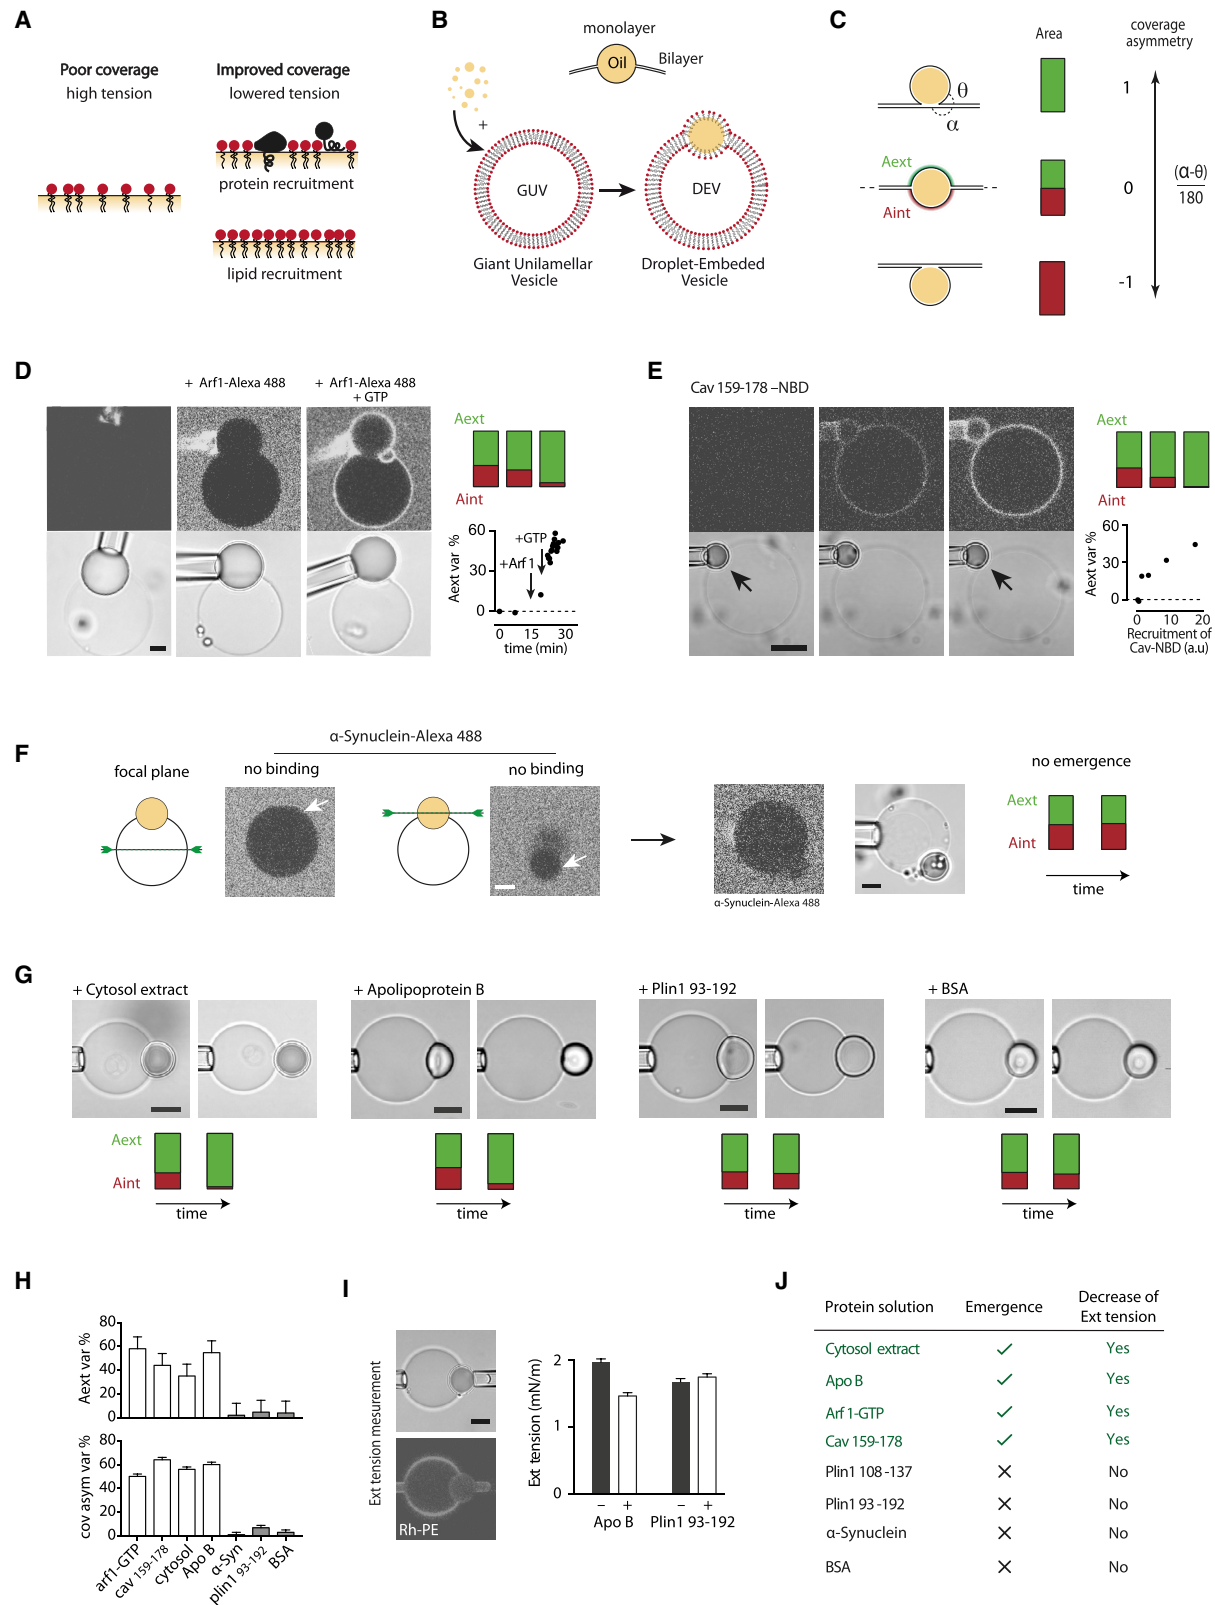 A
Poor coverage
high tension
Improved coverage
lowered tension
protein recruitment
lipid recruitment
B
monolayer
Oil
Bilayer
+
GUV
DEV
Giant Unilamellar
Vesicle
Droplet-Embeded
Vesicle
C
Area
coverage
asymmetry
θ
α
1
Aext
Aint
0
(α-θ)
180
-1
D
+ Arf1-Alexa 488
+ Arf1-Alexa 488
+ GTP
Aext
Aint
Aext var %
60
30
0
+GTP
+Arf 1
0 15 30
time (min)
E
Cav 159-178 –NBD
Aext
Aint
Aext var %
60
30
0
0 10 20
Recruitment of
Cav-NBD (a.u)
F
α-Synuclein-Alexa 488
focal plane
no binding
no binding
α-Synuclein-Alexa 488
no emergence
Aext
Aint
time
G
+ Cytosol extract
+ Apolipoprotein B
+ Plin1 93-192
+ BSA
Aext
Aint
time
time
time
time
H
Aext var %
80
60
40
20
0
cov asym var %
80
60
40
20
0
arf1-GTP
cav 159-178
cytosol
Apo B
α-Syn
plin1 93-192
BSA
I
Ext tension mesurement
Rh-PE
Ext tension (mN/m)
2
1
0
− + − +
Apo B Plin1 93-192
J
Protein solution Emergence Decrease of
Ext tension
Cytosol extract ✓ Yes
Apo B ✓ Yes
Arf1-GTP ✓ Yes
Cav 159-178 ✓ Yes
Plin1 108-137 ✕ No
Plin1 93-192 ✕ No
α-Synuclein ✕ No
BSA ✕ No